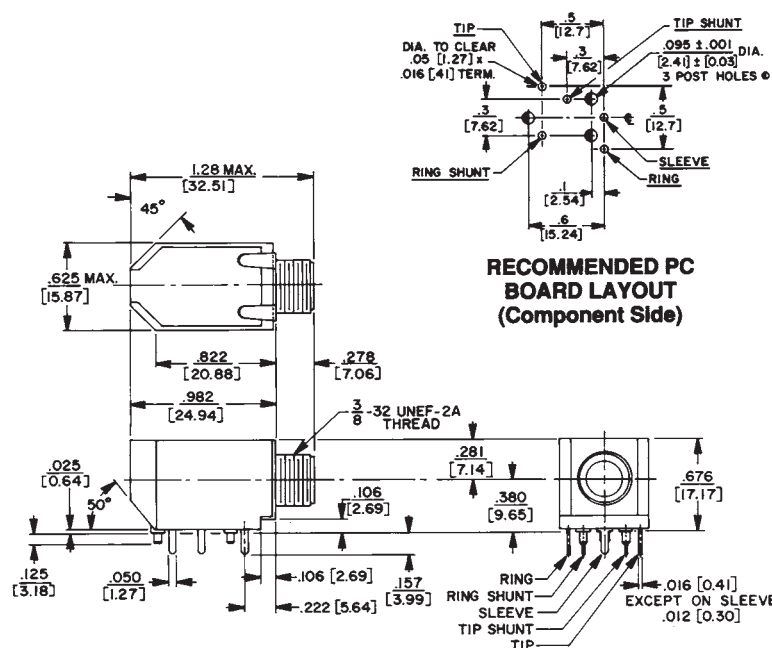 .5
[12.7]
TIP
TIP SHUNT
DIA. TO CLEAR
.05 [1.27] x
.016 [.41] TERM.
.3
[7.62]
.095 ±.001 DIA.
[2.41] ± [0.03]
3 POST HOLES
.3
[7.62]
.5
[12.7]
SLEEVE
RING SHUNT
RING
.1
[2.54]
.6
[15.24]
RECOMMENDED PC
BOARD LAYOUT
(Component Side)
1.28 MAX.
[32.51]
45°
.625 MAX.
[15.87]
.822
[20.88]
.278
[7.06]
.982
[24.94]
3/8 -32 UNEF-2A
THREAD
.281
[7.14]
.025
[0.64]
50°
.106
[2.69]
.380
[9.65]
.676
[17.17]
.125
[3.18]
.050
[1.27]
.106 [2.69]
.157
[3.99]
.222 [5.64]
RING
RING SHUNT
SLEEVE
TIP SHUNT
TIP
.016 [0.41]
EXCEPT ON SLEEVE
.012 [0.30]